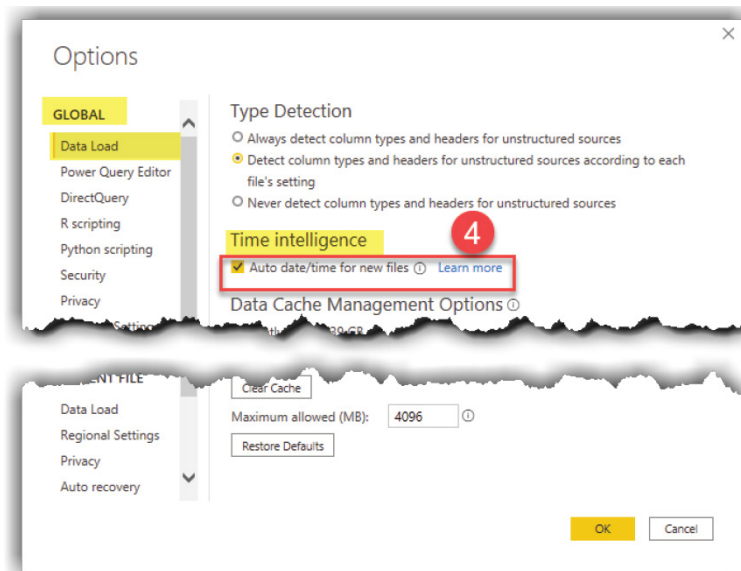 Options
GLOBAL
Data Load
Power Query Editor
DirectQuery
R scripting
Python scripting
Security
Privacy
Type Detection
Always detect column types and headers for unstructured sources
Detect column types and headers for unstructured sources according to each
file's setting
Never detect column types and headers for unstructured sources
Time intelligence
4
Auto date/time for new files Learn more
Data Cache Management Options
Data Load
Regional Settings
Privacy
Auto recovery
Clear Cache
Maximum allowed (MB): 4096
Restore Defaults
OK Cancel